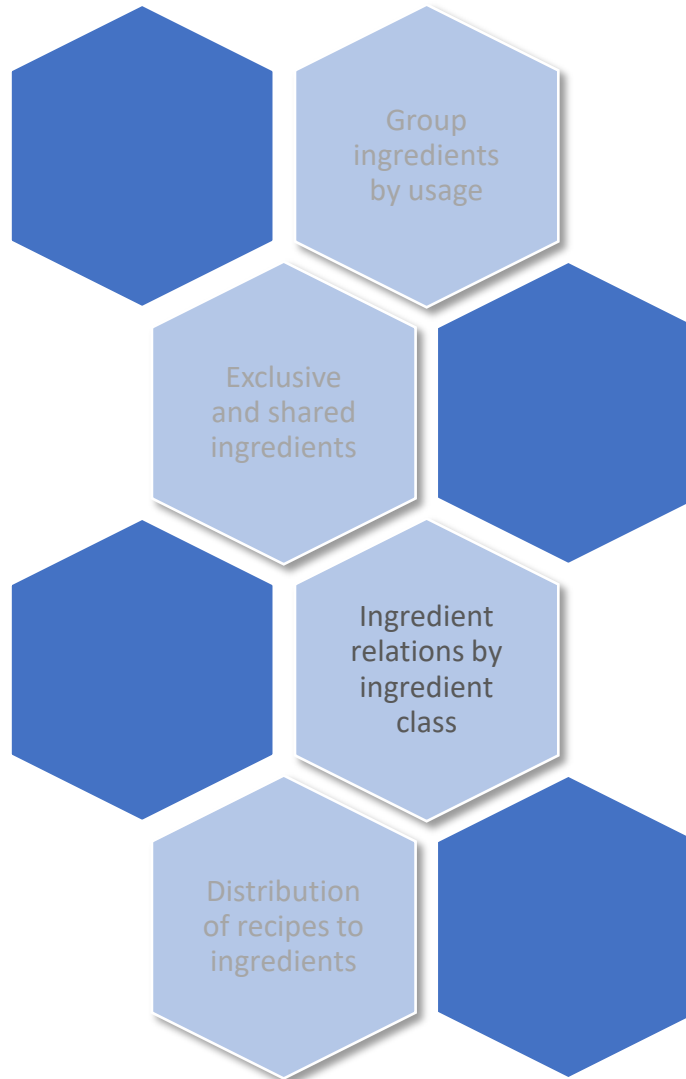 Group
ingredients
by usage
Exclusive
and shared
ingredients
Ingredient
relations by
ingredient
class
Distribution
of recipes to
ingredients